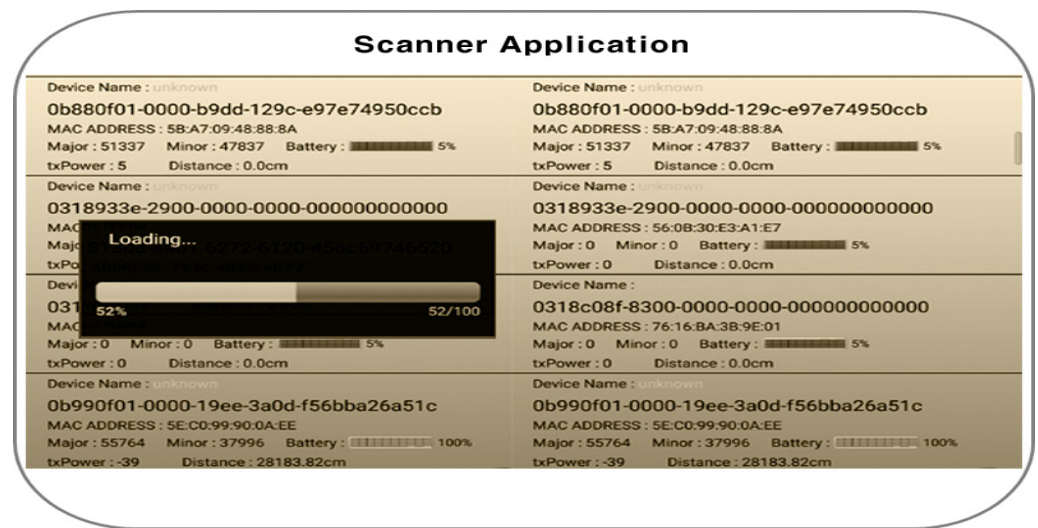 Scanner Application
Device Name : unknown
0b880f01-0000-b9dd-129c-e97e74950ccb
MAC ADDRESS : 5B:A7:09:48:88:8A
Major : 51337 Minor : 47837 Battery : 5%
txPower : 5 Distance : 0.0cm
Device Name : unknown
0318933e-2900-0000-0000-000000000000
MAC
Majo
txPo
Loading...
52%
52/100
Devi
031
MAC
Major : 0 Minor : 0 Battery : 5%
txPower : 0 Distance : 0.0cm
Device Name : unknown
0b990f01-0000-19ee-3a0d-f56bba26a51c
MAC ADDRESS : 5E:C0:99:90:0A:EE
Major : 55764 Minor : 37996 Battery : 100%
txPower : -39 Distance : 28183.82cm
Device Name : unknown
0b880f01-0000-b9dd-129c-e97e74950ccb
MAC ADDRESS : 5B:A7:09:48:88:8A
Major : 51337 Minor : 47837 Battery : 5%
txPower : 5 Distance : 0.0cm
Device Name : unknown
0318933e-2900-0000-0000-000000000000
MAC ADDRESS : 56:0B:30:E3:A1:E7
Major : 0 Minor : 0 Battery : 5%
txPower : 0 Distance : 0.0cm
Device Name :
0318c08f-8300-0000-0000-000000000000
MAC ADDRESS : 76:16:BA:3B:9E:01
Major : 0 Minor : 0 Battery : 5%
txPower : 0 Distance : 0.0cm
Device Name : unknown
0b990f01-0000-19ee-3a0d-f56bba26a51c
MAC ADDRESS : 5E:C0:99:90:0A:EE
Major : 55764 Minor : 37996 Battery : 100%
txPower : -39 Distance : 28183.82cm